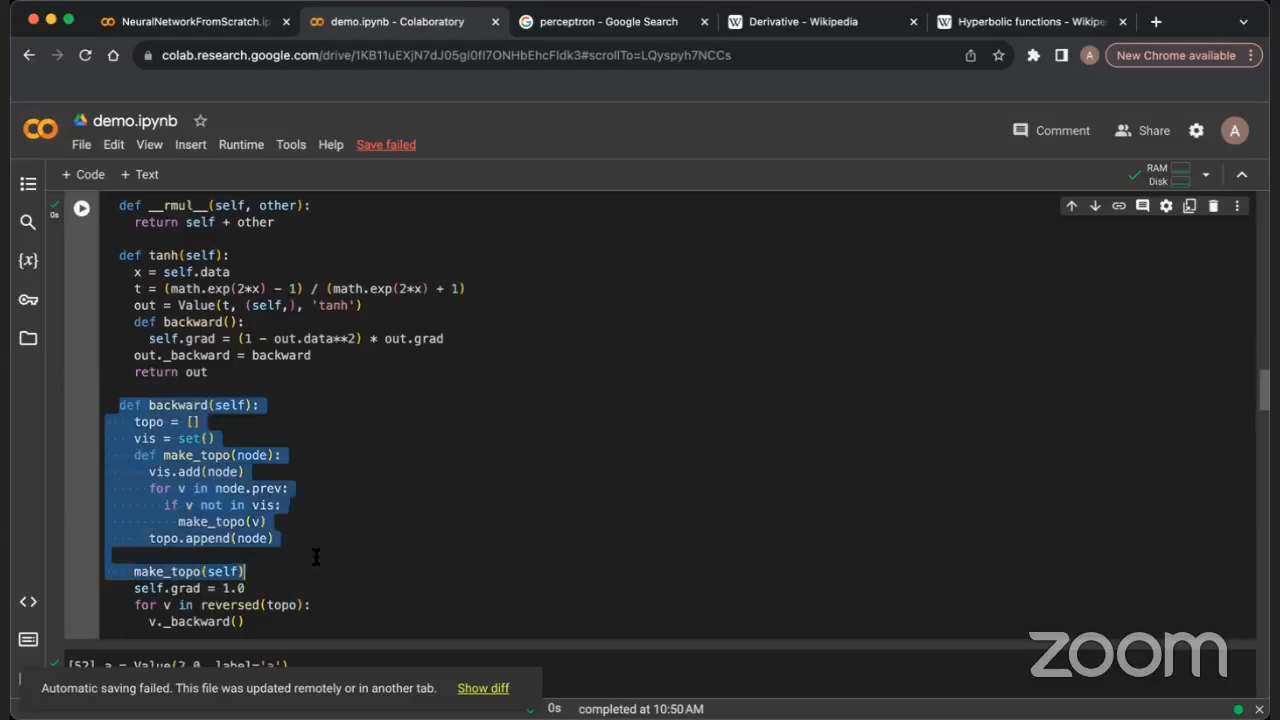 NeuralNetworkFromScratch.ip
demo.ipynb - Colaboratory
perceptron - Google Search
Derivative - Wikipedia
Hyperbolic functions - Wikipe
colab.research.google.com/drive/1KB11uEXjN7dJ05gI0fI7ONHbEhcFIdk3#scrollTo=LQyspyh7NCCs
A
New Chrome available
demo.ipynb
File Edit View Insert Runtime Tools Help Save failed
Comment
Share
A
+ Code + Text
RAM
Disk
0s
def __rmul__(self, other):
return self + other
def tanh(self):
x = self.data
t = (math.exp(2*x) - 1) / (math.exp(2*x) + 1)
out = Value(t, (self,), 'tanh')
def backward():
self.grad = (1 - out.data**2) * out.grad
out._backward = backward
return out
def backward(self):
topo = []
vis = set()
def make_topo(node):
vis.add(node)
for v in node.prev:
if v not in vis:
make_topo(v)
topo.append(node)
make_topo(self)
self.grad = 1.0
for v in reversed(topo):
v._backward()
[52] a = Value(2.0, label='a')
Automatic saving failed. This file was updated remotely or in another tab. Show diff
0s completed at 10:50 AM
zoom